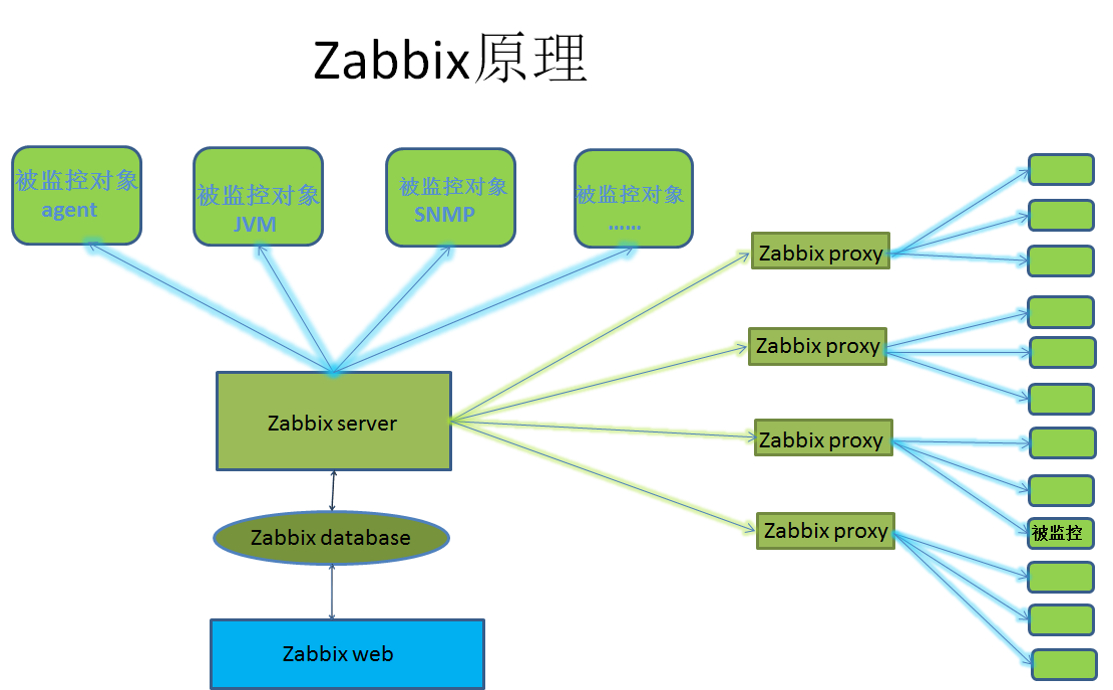 Zabbix原理
被监控对象
agent
被监控对象
JVM
被监控对象
SNMP
被监控对象
……
Zabbix proxy
Zabbix proxy
Zabbix server
Zabbix proxy
Zabbix proxy
被监控
Zabbix database
Zabbix web